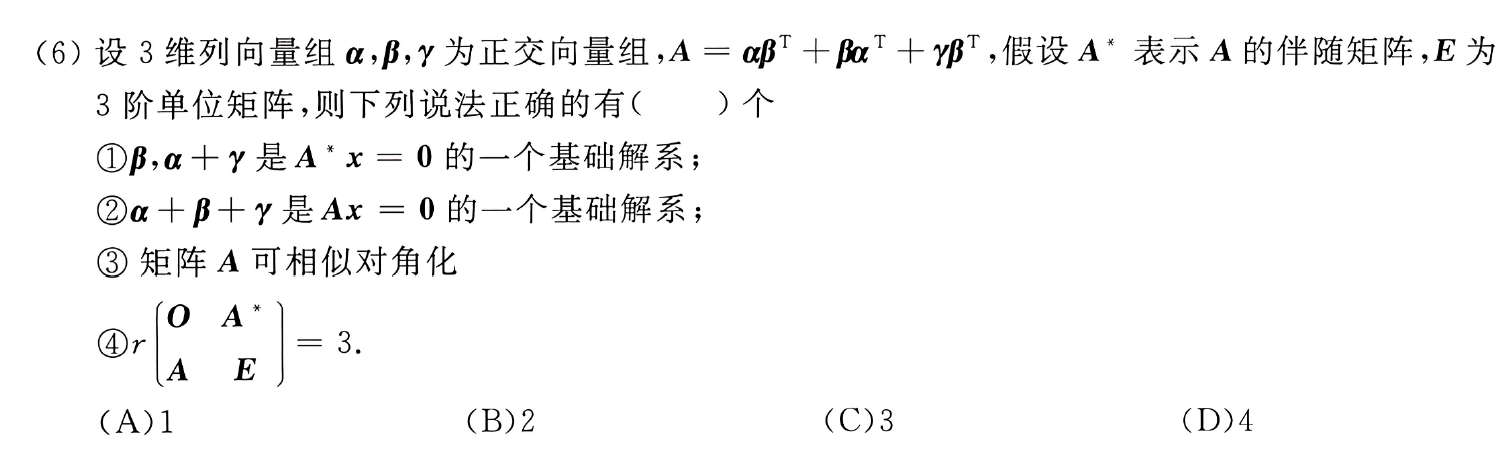 (6) 设 3 维列向量组 α,β,γ 为正交向量组,A = αβᵀ + βαᵀ + γβᵀ,假设 A* 表示 A 的伴随矩阵,E 为
3 阶单位矩阵,则下列说法正确的有(  )个
①β,α + γ 是 A* x = 0 的一个基础解系;
②α + β + γ 是 Ax = 0 的一个基础解系;
③ 矩阵 A 可相似对角化
④r
O A*
A E
= 3.
(A)1 (B)2 (C)3 (D)4